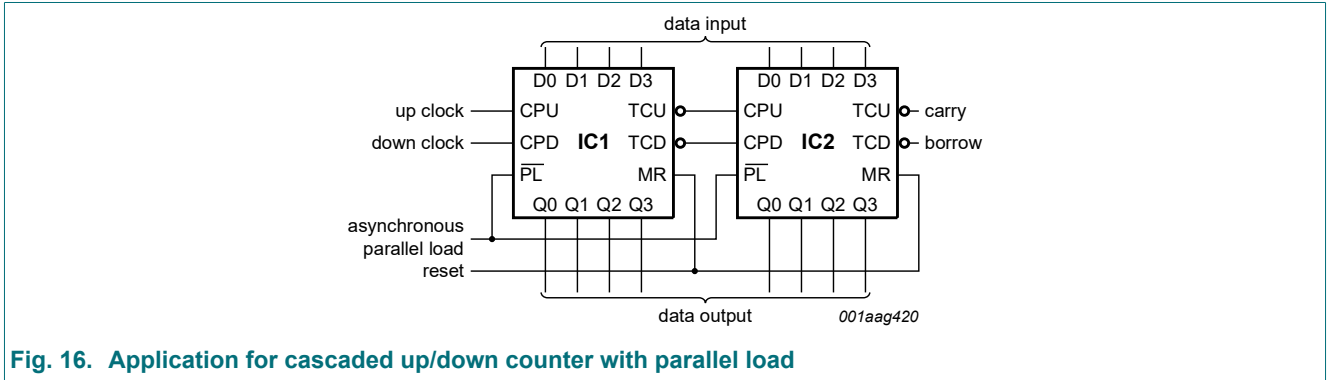 data input
D0 D1 D2 D3 D0 D1 D2 D3
up clock CPU TCU CPU TCU carry
down clock CPD IC1 TCD CPD IC2 TCD borrow
P̅L̅ MR P̅L̅ MR
Q0 Q1 Q2 Q3 Q0 Q1 Q2 Q3
asynchronous
parallel load
reset
data output 001aag420
Fig. 16. Application for cascaded up/down counter with parallel load